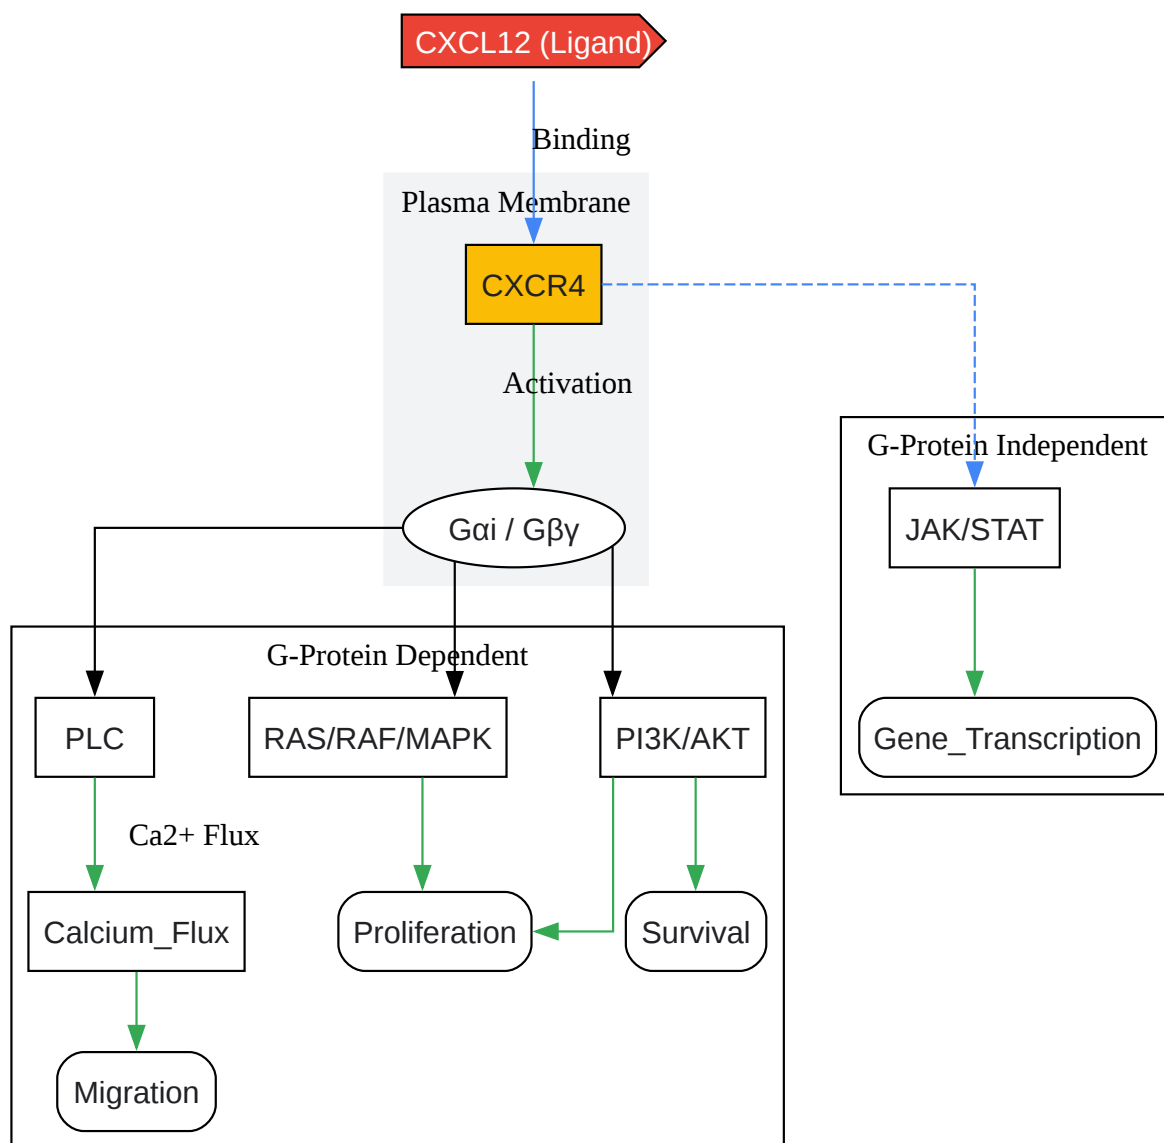 CXCL12 (Ligand)
Binding
Plasma Membrane
CXCR4
Activation
G-Protein Independent
Gαi / Gβγ
JAK/STAT
G-Protein Dependent
PLC
RAS/RAF/MAPK
PI3K/AKT
Gene_Transcription
Ca2+ Flux
Calcium_Flux
Proliferation
Survival
Migration